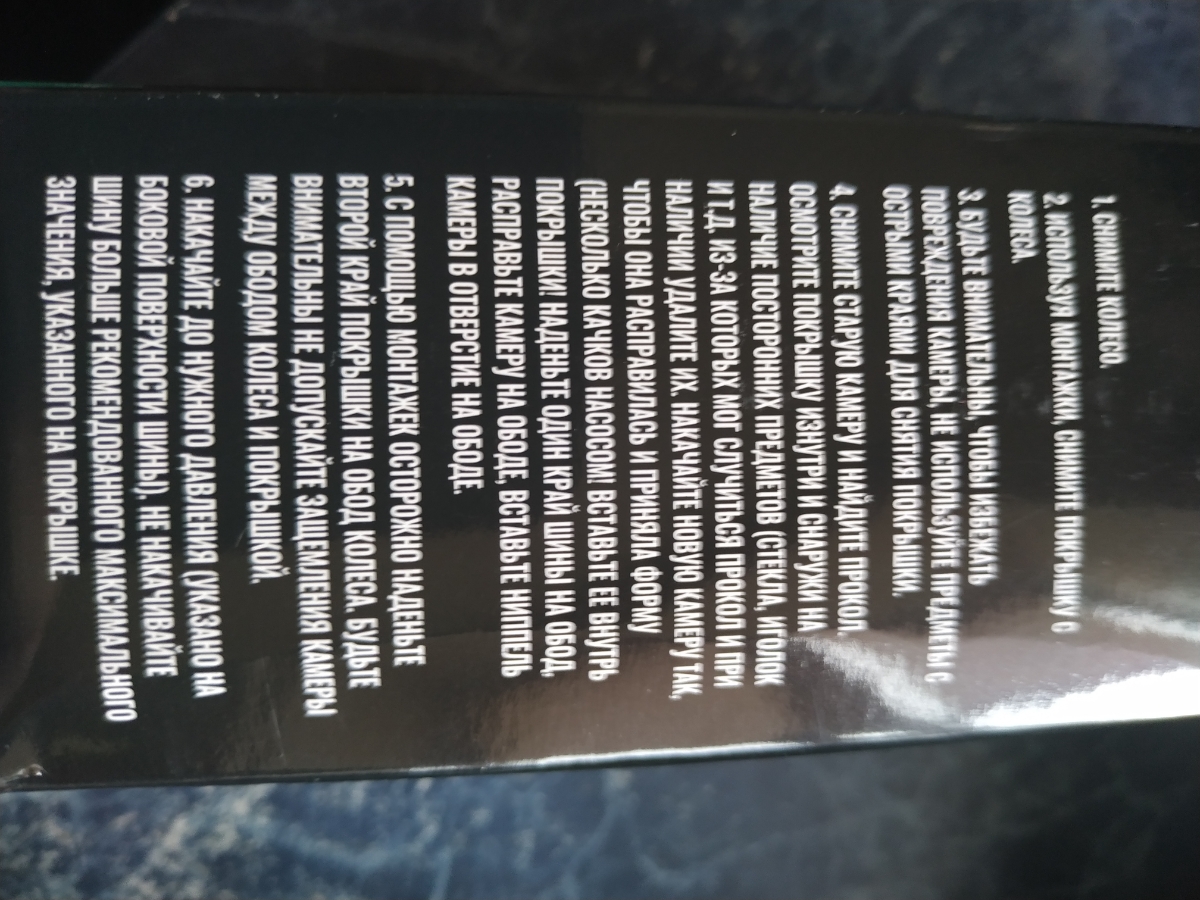 1. СНИМИТЕ КОЛЕСО.
2. ИСПОЛЬЗУЯ МОНТАЖКИ, СНИМИТЕ ПОКРЫШКУ С
КОЛЕСА
3. БУДЬТЕ ВНИМАТЕЛЬНЫ, ЧТОБЫ ИЗБЕЖАТЬ
ПОВРЕЖДЕНИЯ КАМЕРЫ, НЕ ИСПОЛЬЗУЙТЕ ПРЕДМЕТЫ С
ОСТРЫМИ КРАЯМИ ДЛЯ СНЯТИЯ ПОКРЫШКИ.
4. СНИМИТЕ СТАРУЮ КАМЕРУ И НАЙДИТЕ ПРОКОЛ.
ОСМОТРИТЕ ПОКРЫШКУ ИЗНУТРИ И СНАРУЖИ НА
НАЛИЧИЕ ПОСТОРОННИХ ПРЕДМЕТОВ (СТЕКЛА, ИГОЛОК
И Т.Д. ИЗ-ЗА КОТОРЫХ МОГ СЛУЧИТЬСЯ ПРОКОЛ И ПРИ
НАЛИЧИИ УДАЛИТЕ ИХ. НАКАЧАЙТЕ НОВУЮ КАМЕРУ ТАК,
ЧТОБЫ ОНА РАСПРАВИЛАСЬ И ПРИНЯЛА ФОРМУ
(НЕСКОЛЬКО КАЧКОВ НАСОСОМ! ВСТАВЬТЕ ЕЕ ВНУТРЬ
ПОКРЫШКИ! НАДЕНЬТЕ ОДИН КРАЙ ШИНЫ НА ОБОД,
РАСПРАВЬТЕ КАМЕРУ НА ОБОДЕ, ВСТАВЬТЕ НИППЕЛЬ
КАМЕРЫ В ОТВЕРСТИЕ НА ОБОДЕ.
5. С ПОМОЩЬЮ МОНТАЖЕК ОСТОРОЖНО НАДЕНЬТЕ
ВТОРОЙ КРАЙ ПОКРЫШКИ НА ОБОД КОЛЕСА. БУДЬТЕ
ВНИМАТЕЛЬНЫ НЕ ДОПУСКАЙТЕ ЗАЩЕМЛЕНИЯ КАМЕРЫ
МЕЖДУ ОБОДОМ КОЛЕСА И ПОКРЫШКОЙ.
6. НАКАЧАЙТЕ ДО НУЖНОГО ДАВЛЕНИЯ (УКАЗАНО НА
БОКОВОЙ ПОВЕРХНОСТИ ШИНЫ). НЕ НАКАЧИВАЙТЕ
ШИНУ БОЛЬШЕ РЕКОМЕНДОВАННОГО МАКСИМАЛЬНОГО
ЗНАЧЕНИЯ, УКАЗАННОГО НА ПОКРЫШКЕ.